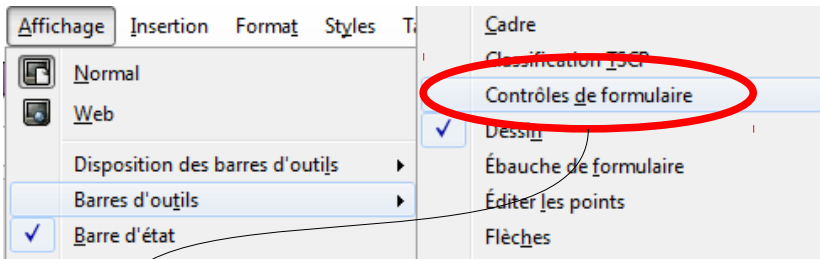 Affichage Insertion Format Styles Ta
Normal
Web
Disposition des barres d'outils
Barres d'outils
Barre d'état
Cadre
Classification TSCP
Contrôles de formulaire
Dessin
Ébauche de formulaire
Éditer les points
Flèches